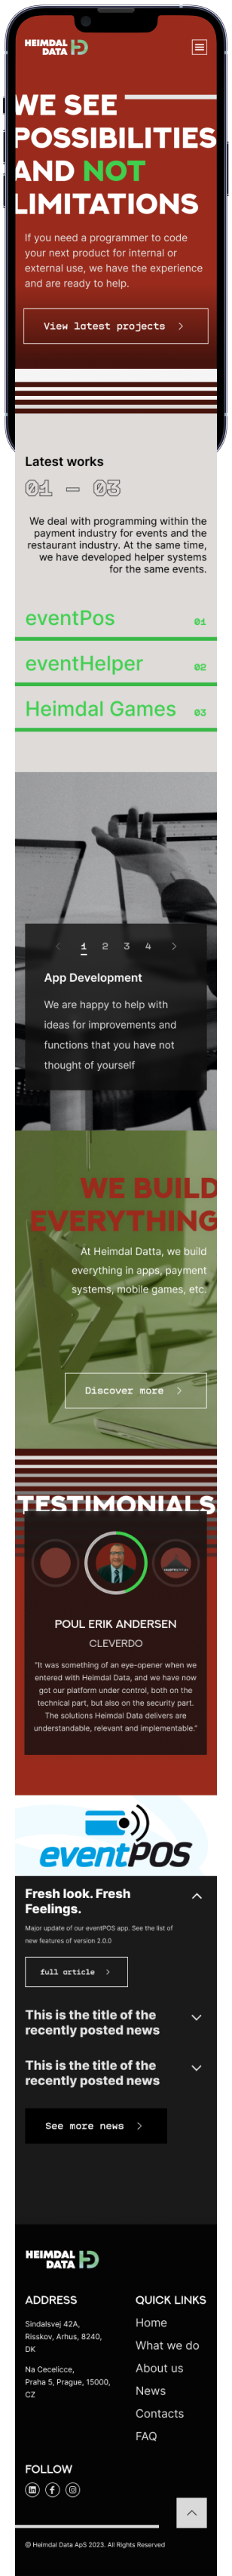 HEIMDAL
DATA
WE SEE
POSSIBILITIES
AND NOT
LIMITATIONS
If you need a programmer to code
your next product for internal or
external use, we have the experience
and are ready to help.
View latest projects
Latest works
01 – 03
We deal with programming within the
payment industry for events and the
restaurant industry. At the same time,
we have developed helper systems
for the same events.
eventPos 01
eventHelper 02
Heimdal Games 03
1 2 3 4
App Development
We are happy to help with
ideas for improvements and
functions that you have not
thought of yourself
WE BUILD
EVERYTHING
At Heimdal Datta, we build
everything in apps, payment
systems, mobile games, etc.
Discover more
TESTIMONIALS
POUL ERIK ANDERSEN
CLEVERDO
"It was something of an eye-opener when we
entered with Heimdal Data, and we have now
got our platform under control, both on the
technical part, but also on the security part.
The solutions Heimdal Data delivers are
understandable, relevant and implementable."
eventPOS
Fresh look. Fresh
Feelings.
Major update of our eventPOS app. See the list of
new features of version 2.0.0
full article
This is the title of the
recently posted news
This is the title of the
recently posted news
See more news
HEIMDAL
DATA
ADDRESS
Sindalsvej 42A,
Risskov, Arhus, 8240,
DK
Na Cecelicce,
Praha 5, Prague, 15000,
CZ
QUICK LINKS
Home
What we do
About us
News
Contacts
FAQ
FOLLOW
© Heimdal Data ApS 2023. All Rights Reserved